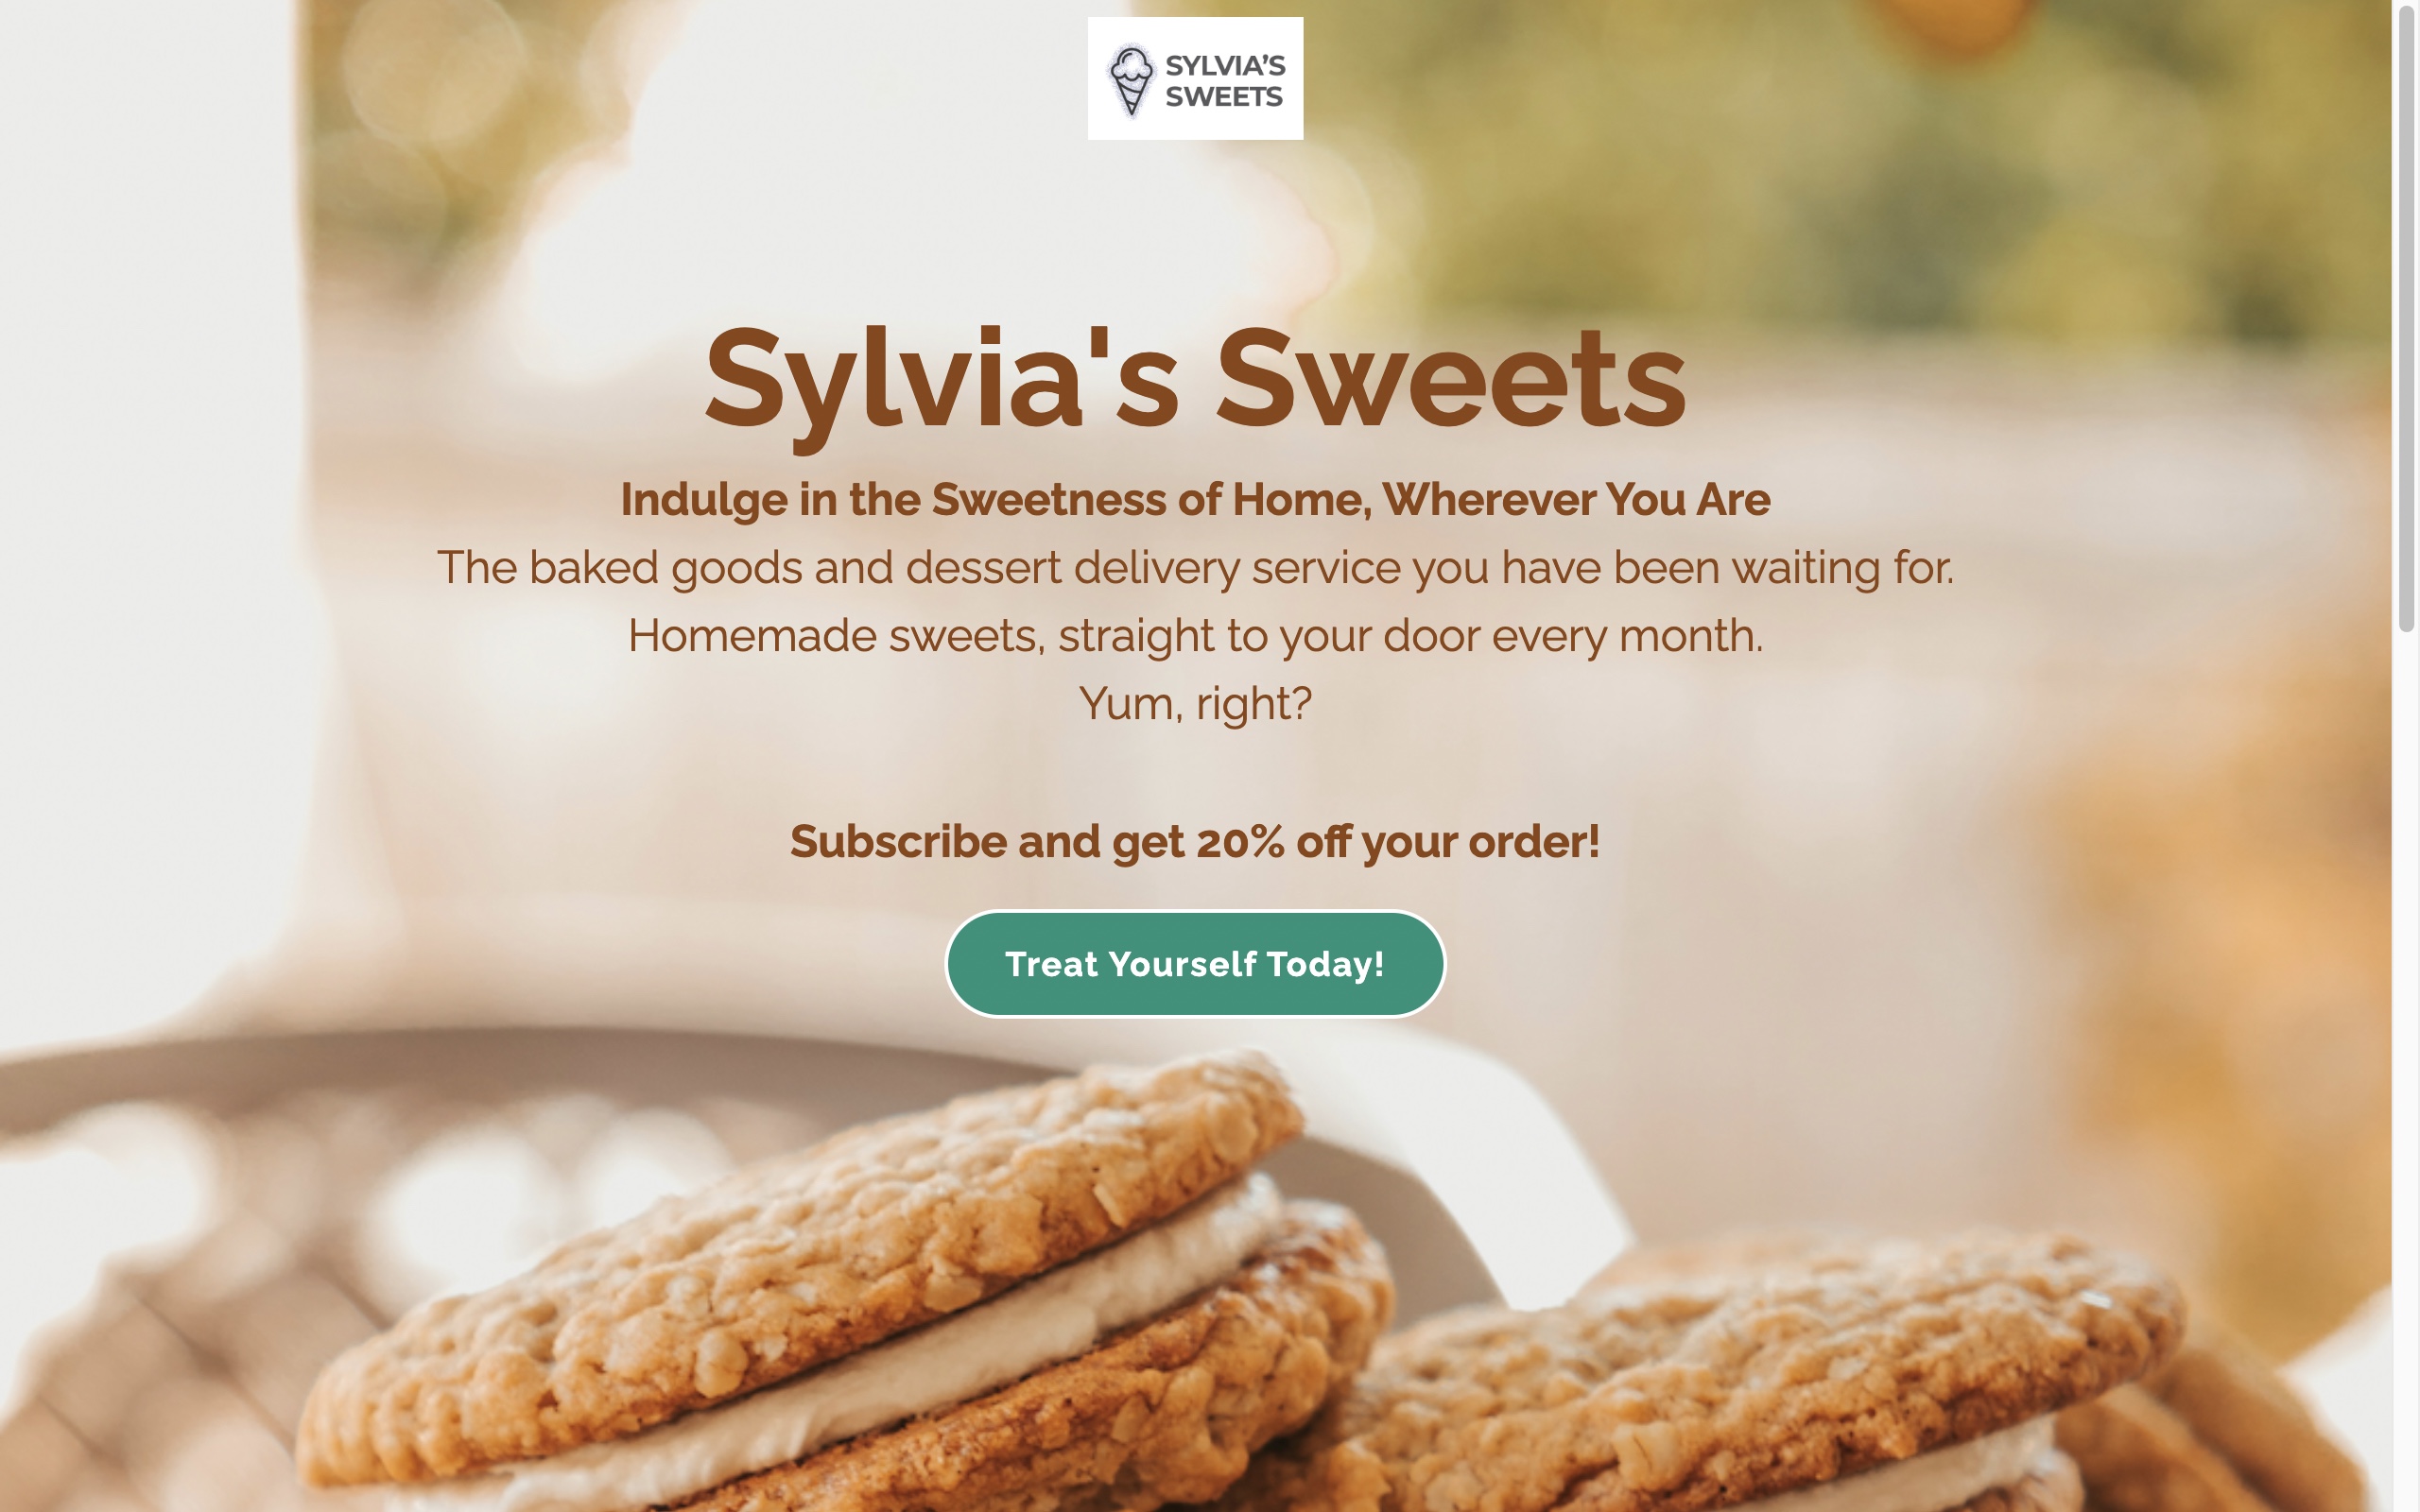 SYLVIA’S
SWEETS
Sylvia's Sweets
Indulge in the Sweetness of Home, Wherever You Are
The baked goods and dessert delivery service you have been waiting for.
Homemade sweets, straight to your door every month.
Yum, right?
Subscribe and get 20% off your order!
Treat Yourself Today!